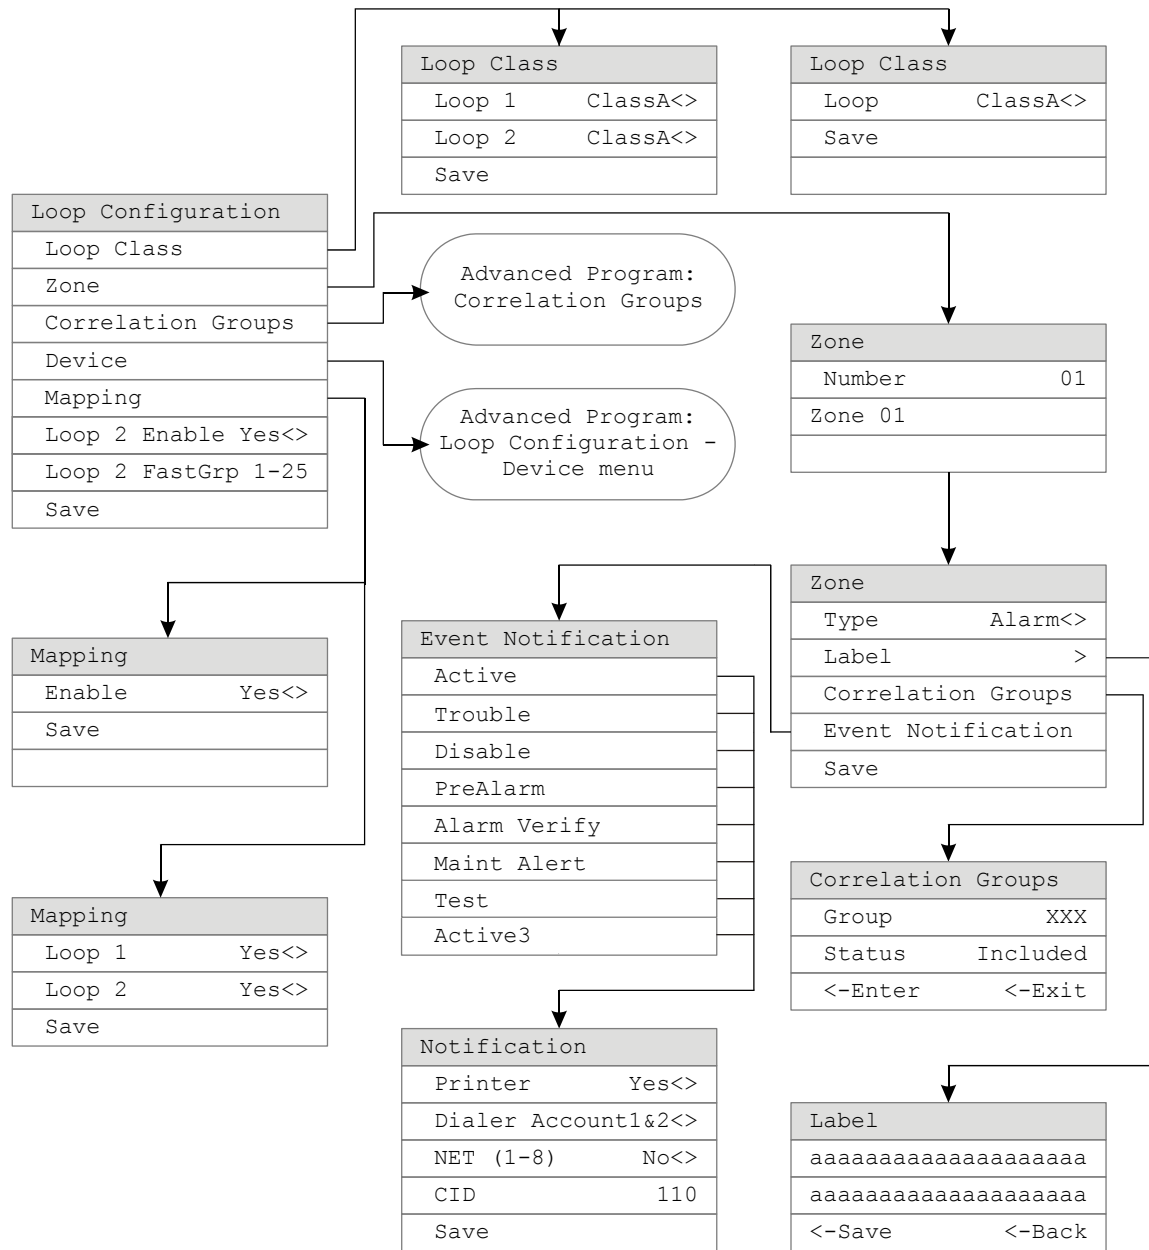 Loop Class
Loop 1 ClassA<>
Loop 2 ClassA<>
Save
Loop Class
Loop ClassA<>
Save
Loop Configuration
Loop Class
Zone
Correlation Groups
Device
Mapping
Loop 2 Enable Yes<>
Loop 2 FastGrp 1-25
Save
Advanced Program:
Correlation Groups
Advanced Program:
Loop Configuration -
Device menu
Zone
Number 01
Zone 01
Zone
Type Alarm<>
Label >
Correlation Groups
Event Notification
Save
Event Notification
Active
Trouble
Disable
PreAlarm
Alarm Verify
Maint Alert
Test
Active3
Mapping
Enable Yes<>
Save
Mapping
Loop 1 Yes<>
Loop 2 Yes<>
Save
Correlation Groups
Group XXX
Status Included
<-Enter <-Exit
Notification
Printer Yes<>
Dialer Account1&2<>
NET (1-8) No<>
CID 110
Save
Label
aaaaaaaaaaaaaaaaaaaa
aaaaaaaaaaaaaaaaaaaa
<-Save <-Back